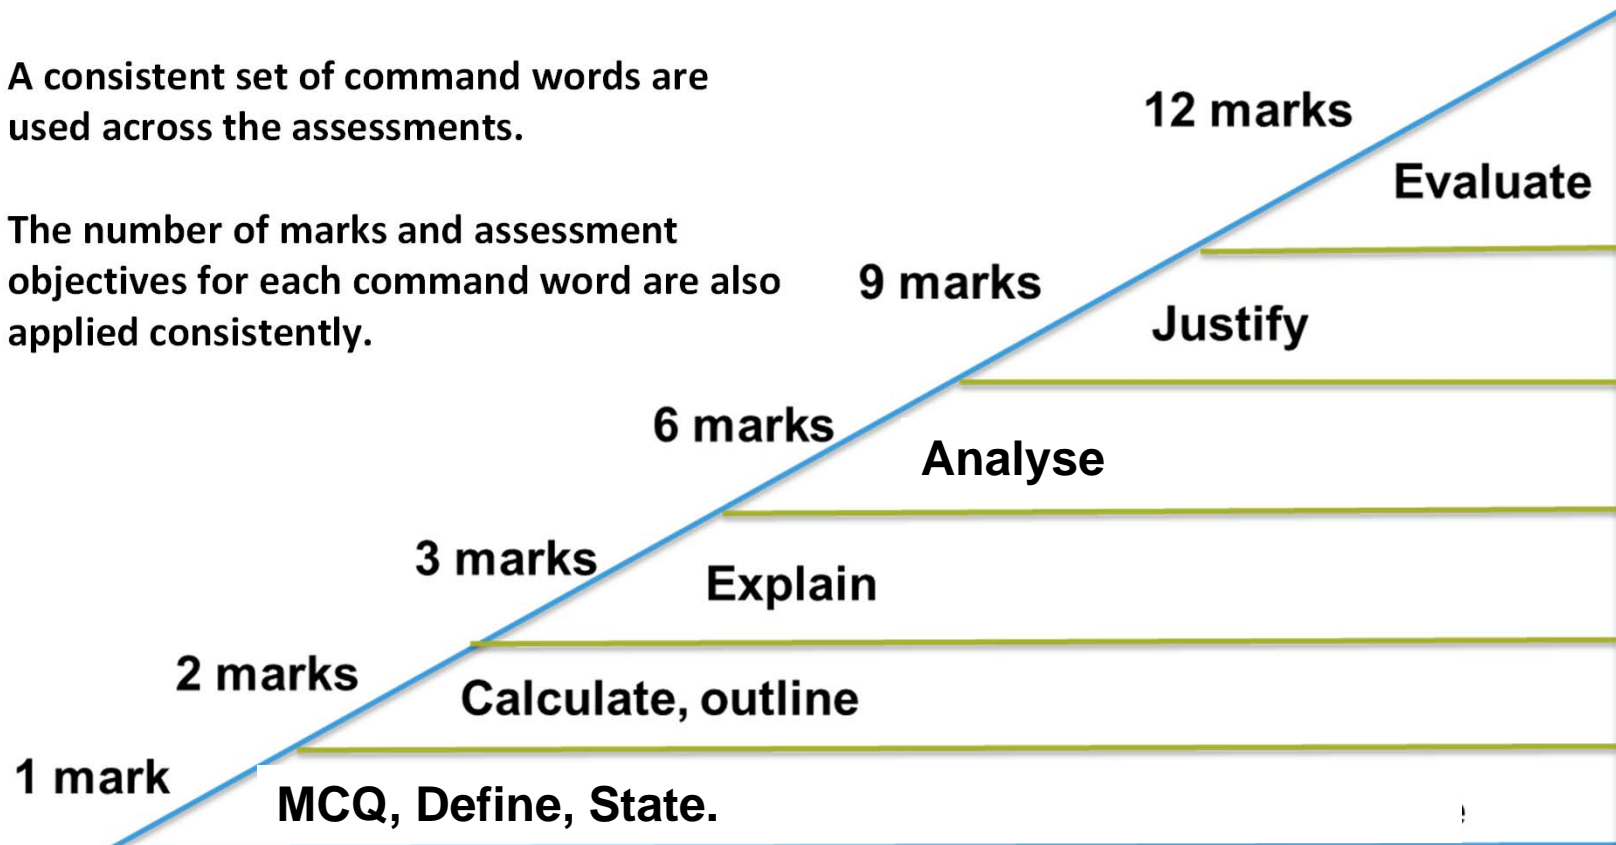 A consistent set of command words are
used across the assessments.
The number of marks and assessment
objectives for each command word are also
applied consistently.
12 marks
Evaluate
9 marks
Justify
6 marks
Analyse
3 marks
Explain
2 marks
Calculate, outline
1 mark
MCQ, Define, State.